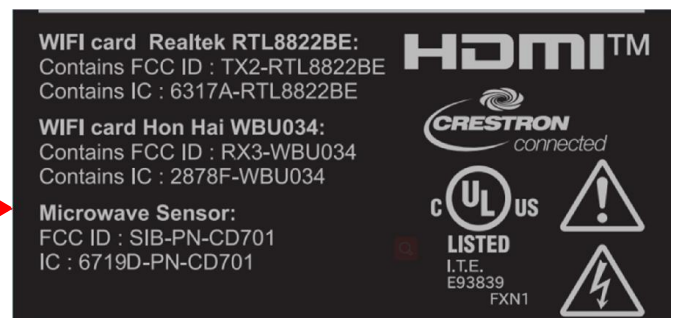 WIFI card Realtek RTL8822BE:
Contains FCC ID : TX2-RTL8822BE
Contains IC : 6317A-RTL8822BE
WIFI card Hon Hai WBU034:
Contains FCC ID : RX3-WBU034
Contains IC : 2878F-WBU034
Microwave Sensor:
FCC ID : SIB-PN-CD701
IC : 6719D-PN-CD701
HDMI™
CRESTRON
connected
C UL US
LISTED
I.T.E.
E93839
FXN1